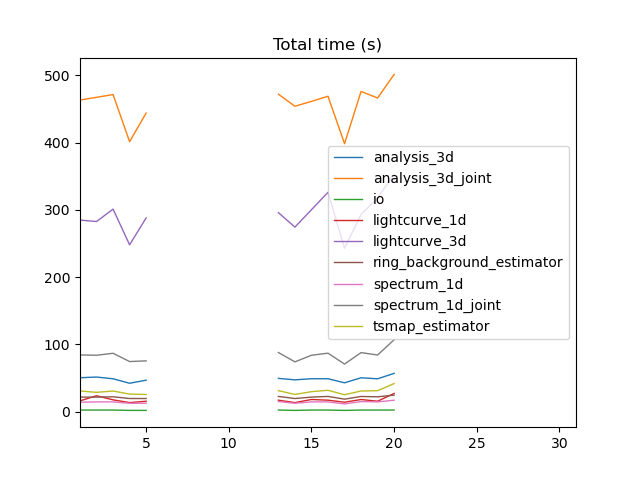 Total time (s)
500
400
300
200
100
0
analysis_3d
analysis_3d_joint
io
lightcurve_1d
lightcurve_3d
ring_background_estimator
spectrum_1d
spectrum_1d_joint
tsmap_estimator
5 10 15 20 25 30